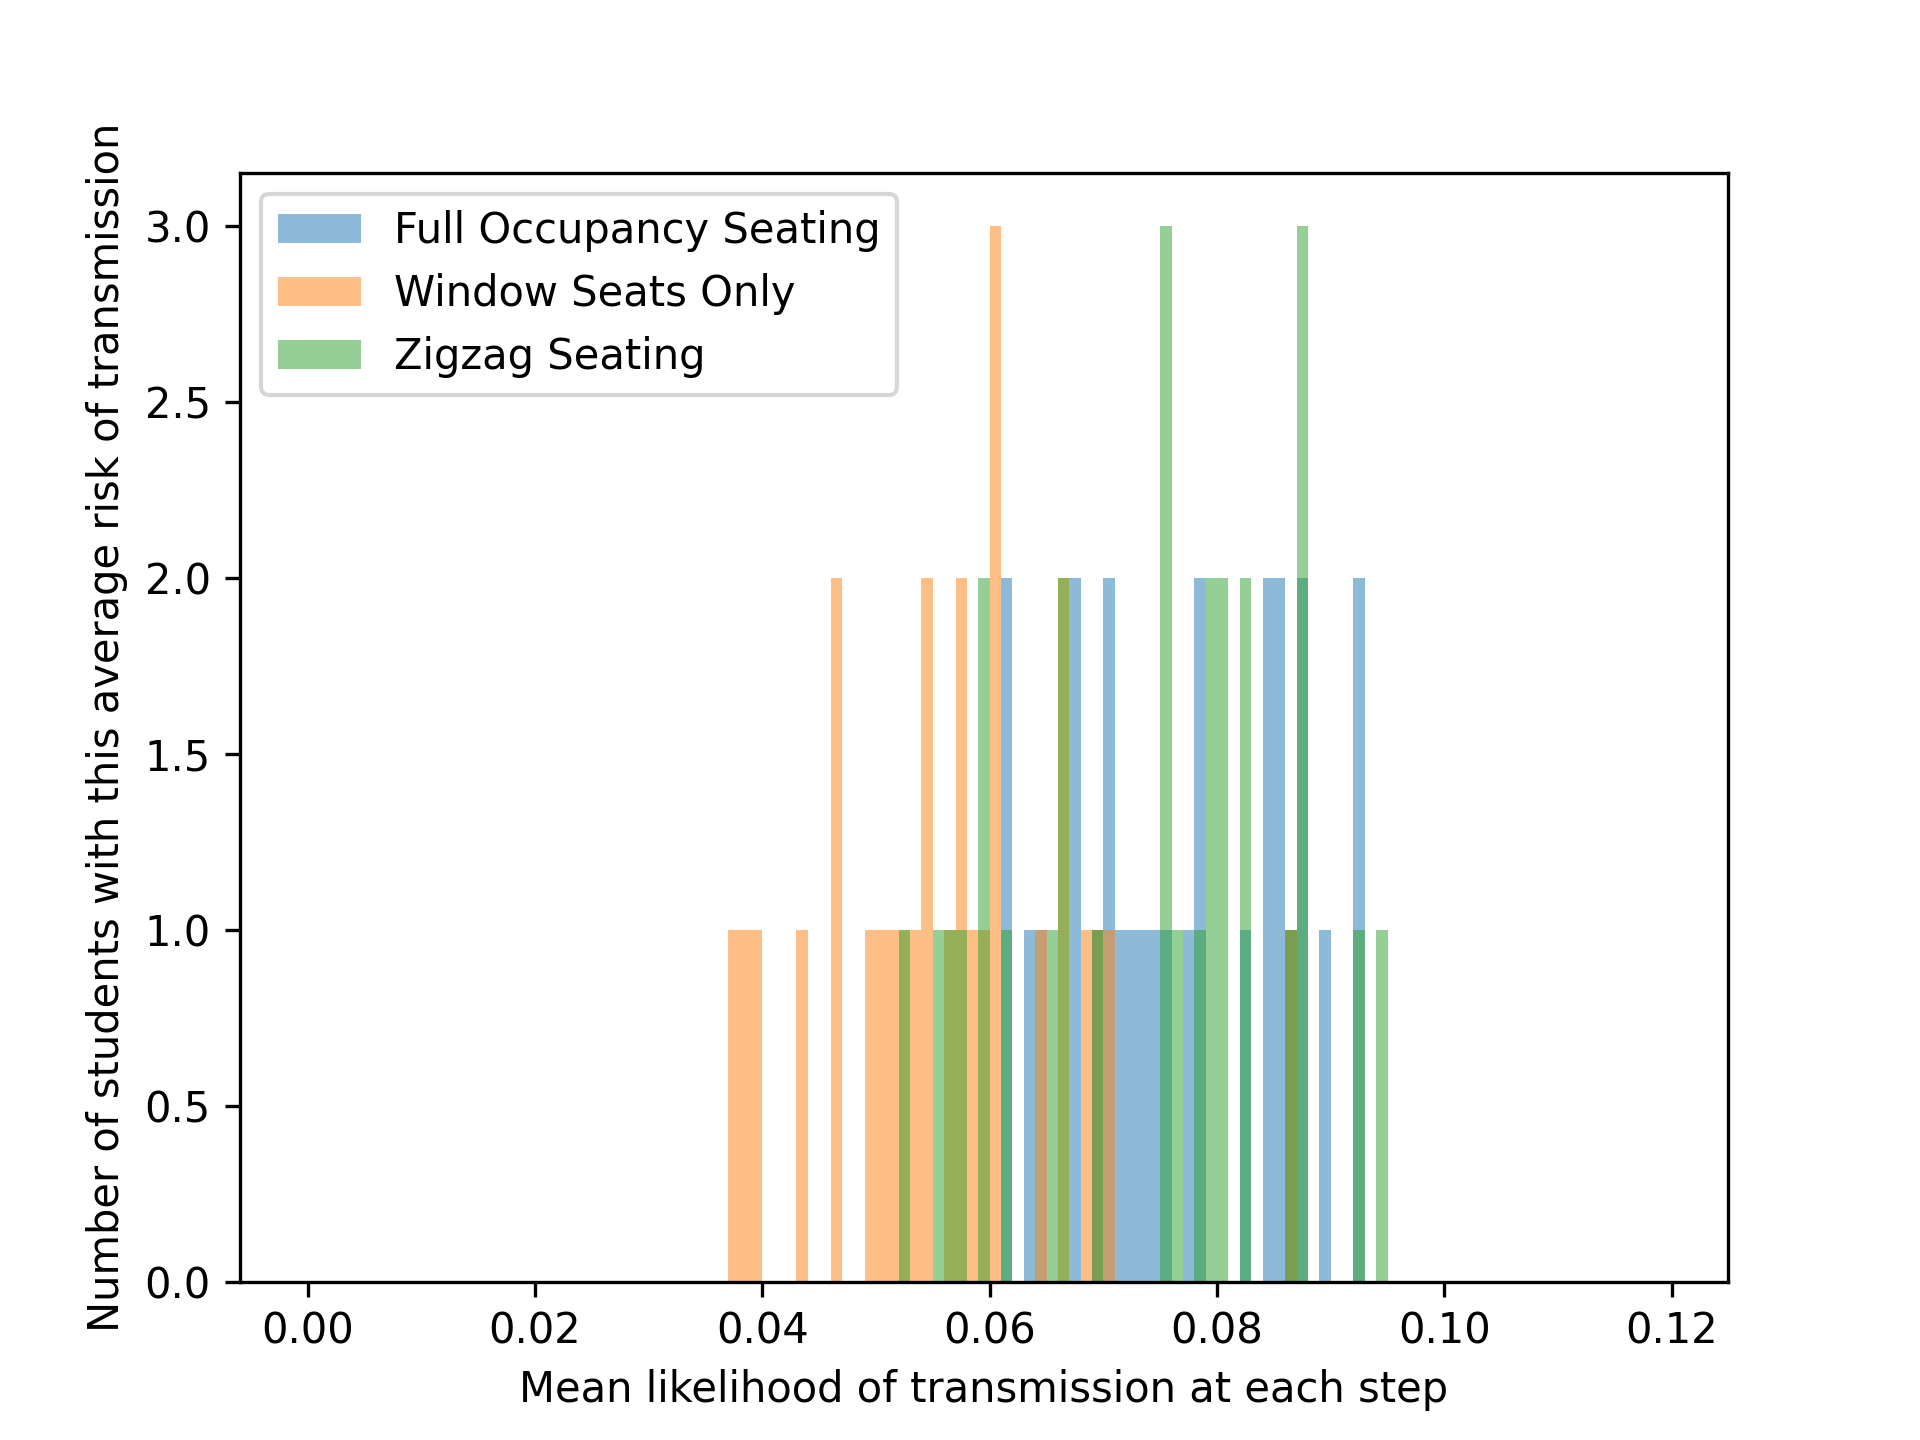 Full Occupancy Seating
Window Seats Only
Zigzag Seating
Number of students with this average risk of transmission
3.0
2.5
2.0
1.5
1.0
0.5
0.0
0.00 0.02 0.04 0.06 0.08 0.10 0.12
Mean likelihood of transmission at each step